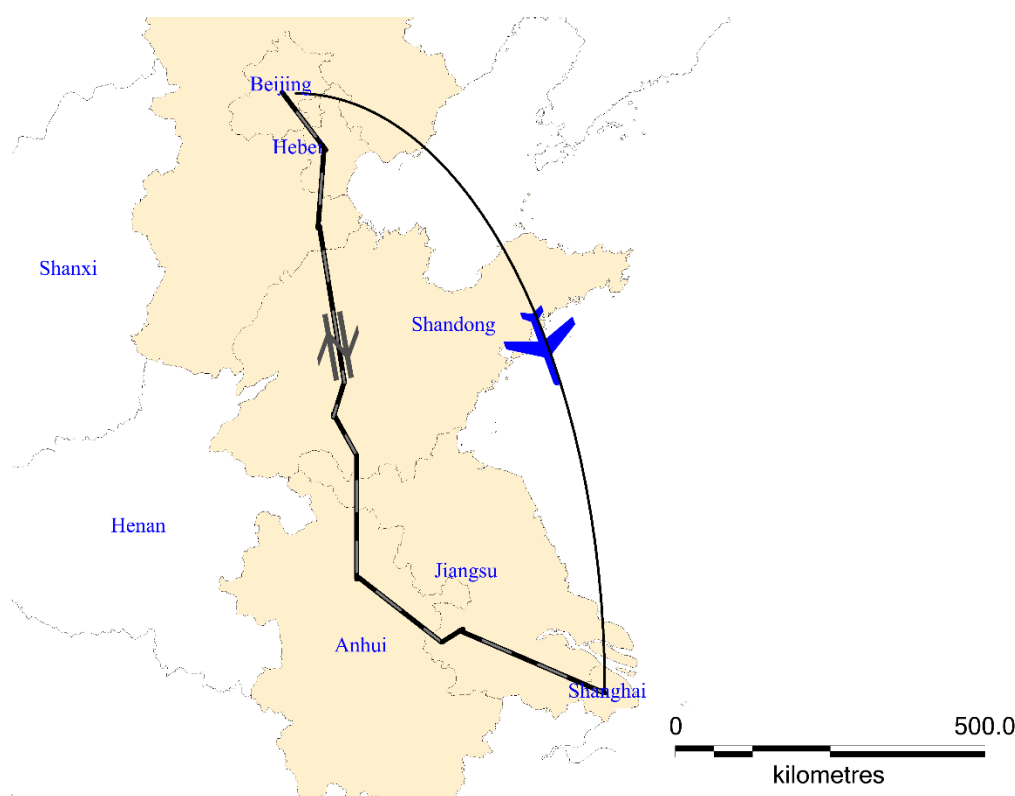 Beijing
Hebei
Shanxi
Shandong
Henan
Jiangsu
Anhui
Shanghai
0 500.0
kilometres